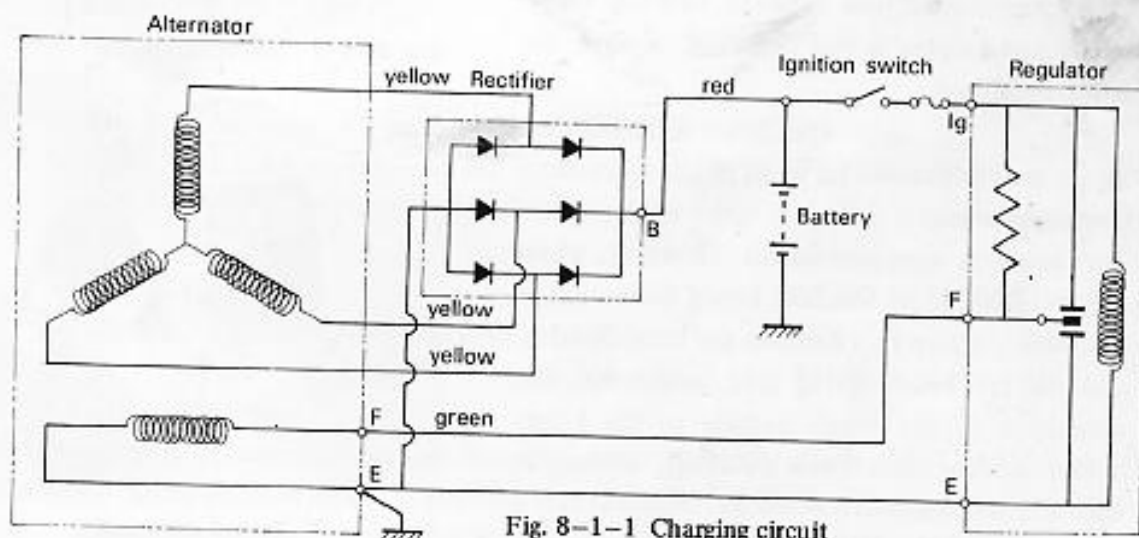 Alternator
yellow
Rectifier
red
Ignition switch
Regulator
Ig
B
Battery
yellow
yellow
F
F
green
E
E
Fig. 8-1-1 Charging circuit